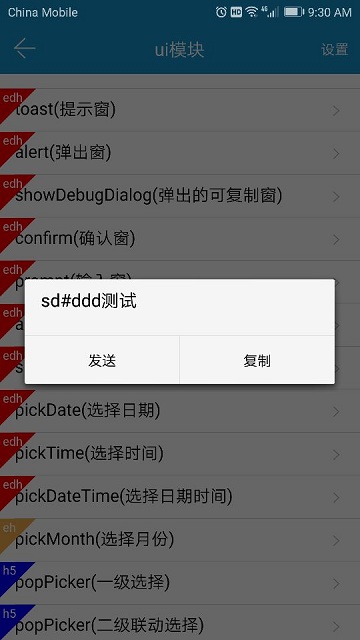 China Mobile
HD
4G
9:30 AM
ui模块
设置
edh
toast(提示窗)
edh
alert(弹出窗)
edh
showDebugDialog(弹出的可复制窗)
edh
confirm(确认窗)
edh
sd#ddd测试
发送
复制
edh
pickDate(选择日期)
edh
pickTime(选择时间)
edh
pickDateTime(选择日期时间)
eh
pickMonth(选择月份)
h5
popPicker(一级选择)
h5
popPicker(二级联动选择)